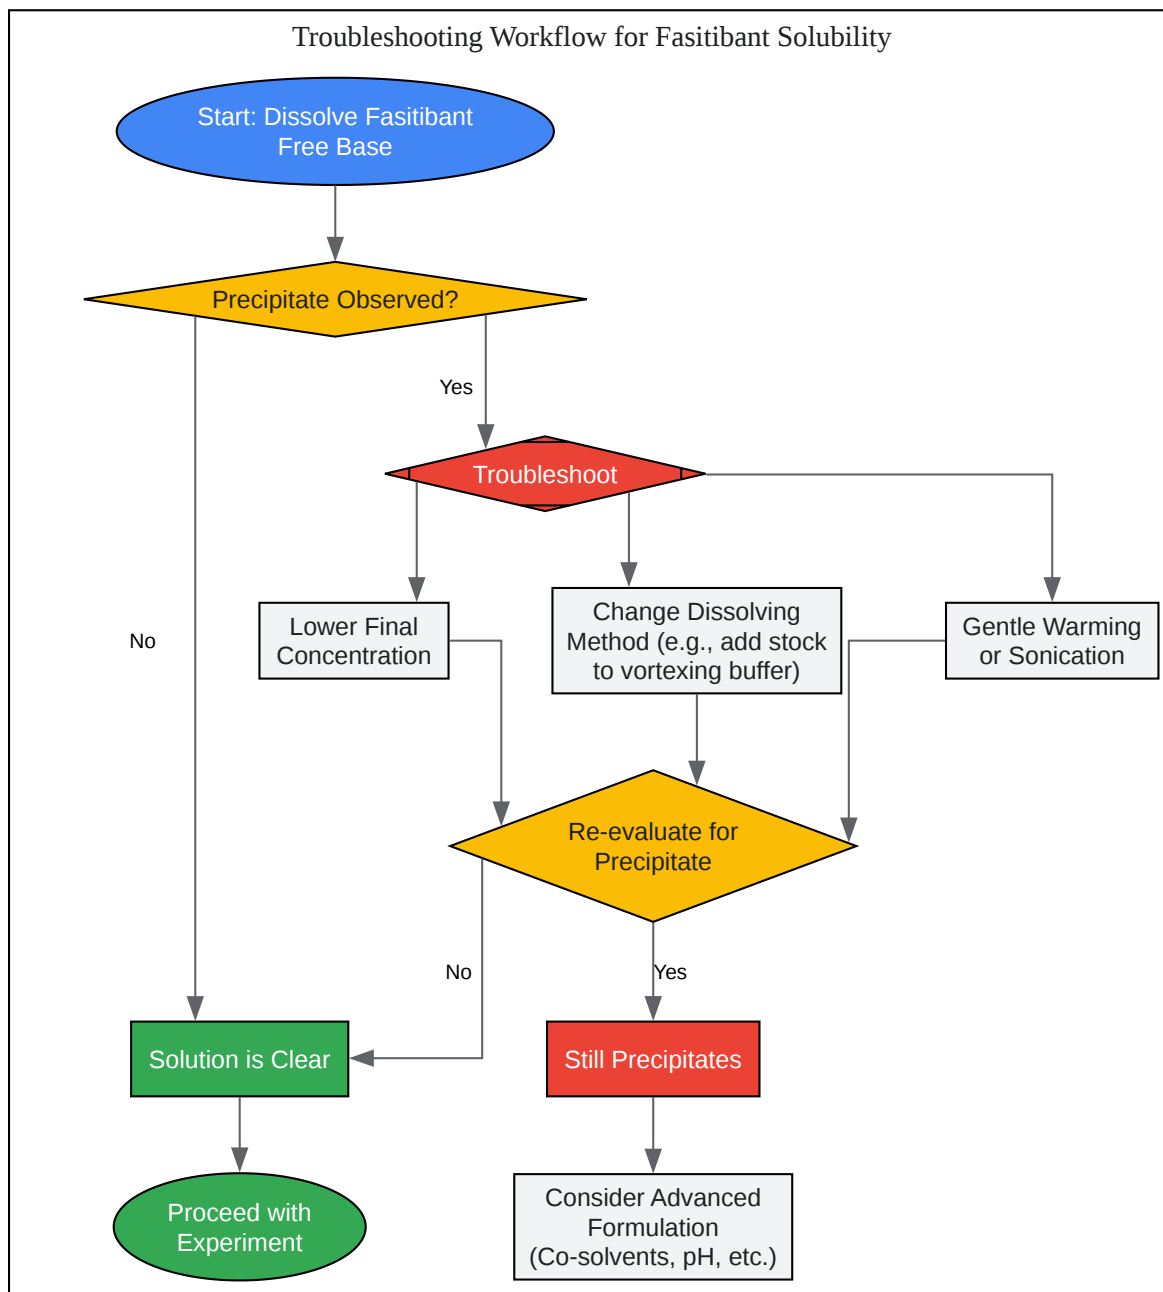 Troubleshooting Workflow for Fasitibant Solubility
Start: Dissolve Fasitibant
Free Base
Precipitate Observed?
Yes
Troubleshoot
No
Lower Final
Concentration
Change Dissolving
Method (e.g., add stock
to vortexing buffer)
Gentle Warming
or Sonication
Re-evaluate for
Precipitate
No
Yes
Solution is Clear
Still Precipitates
Proceed with
Experiment
Consider Advanced
Formulation
(Co-solvents, pH, etc.)